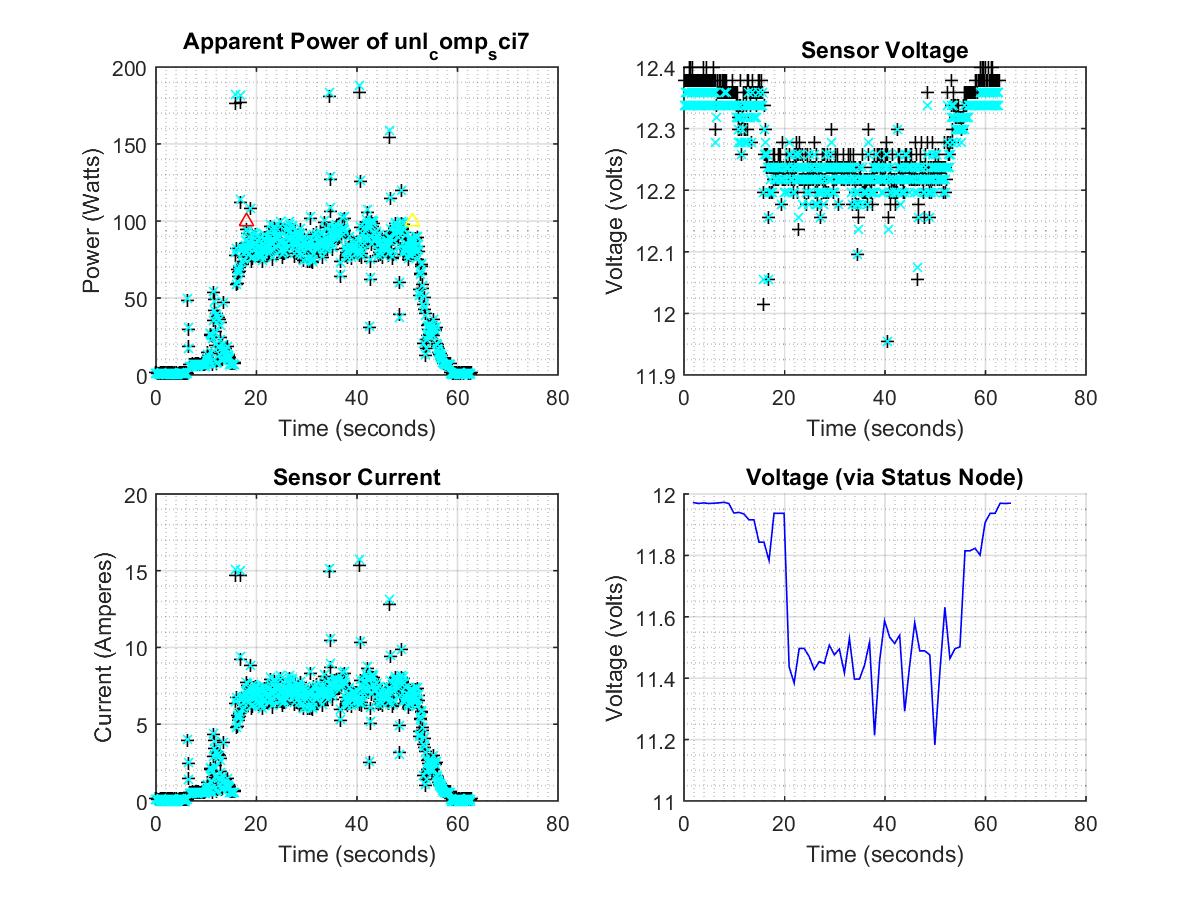 Apparent Power of unl_comp_sci7
200
150
100
50
0
0 20 40 60 80
Power (Watts)
Time (seconds)
Sensor Voltage
12.4
12.3
12.2
12.1
12
11.9
0 20 40 60 80
Voltage (volts)
Time (seconds)
Sensor Current
20
15
10
5
0
0 20 40 60 80
Current (Amperes)
Time (seconds)
Voltage (via Status Node)
12
11.8
11.6
11.4
11.2
11
0 20 40 60 80
Voltage (volts)
Time (seconds)